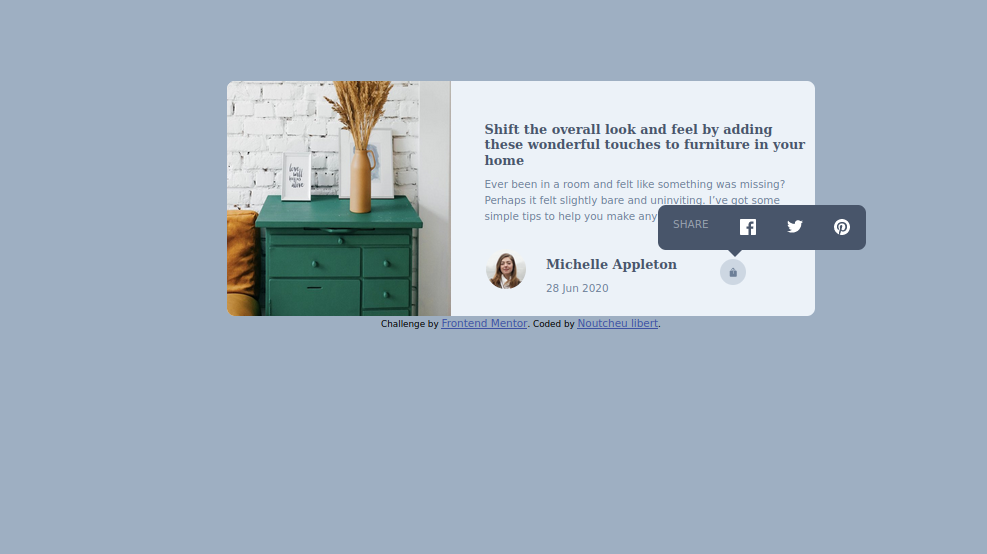 Shift the overall look and feel by adding
these wonderful touches to furniture in your
home
Ever been in a room and felt like something was missing?
Perhaps it felt slightly bare and uninviting. I've got some
simple tips to help you make any
SHARE
Michelle Appleton
28 Jun 2020
love
will
alive
Challenge by Frontend Mentor. Coded by Noutcheu libert.